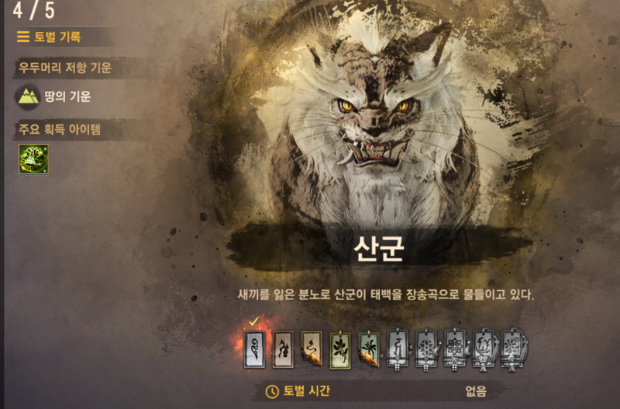 4 / 5
토벌 기록
우두머리 저항 기운
땅의 기운
주요 획득 아이템
산군
새끼를 잃은 분노로 산군이 태백을 장송곡으로 물들이고 있다.
토벌 시간 없음